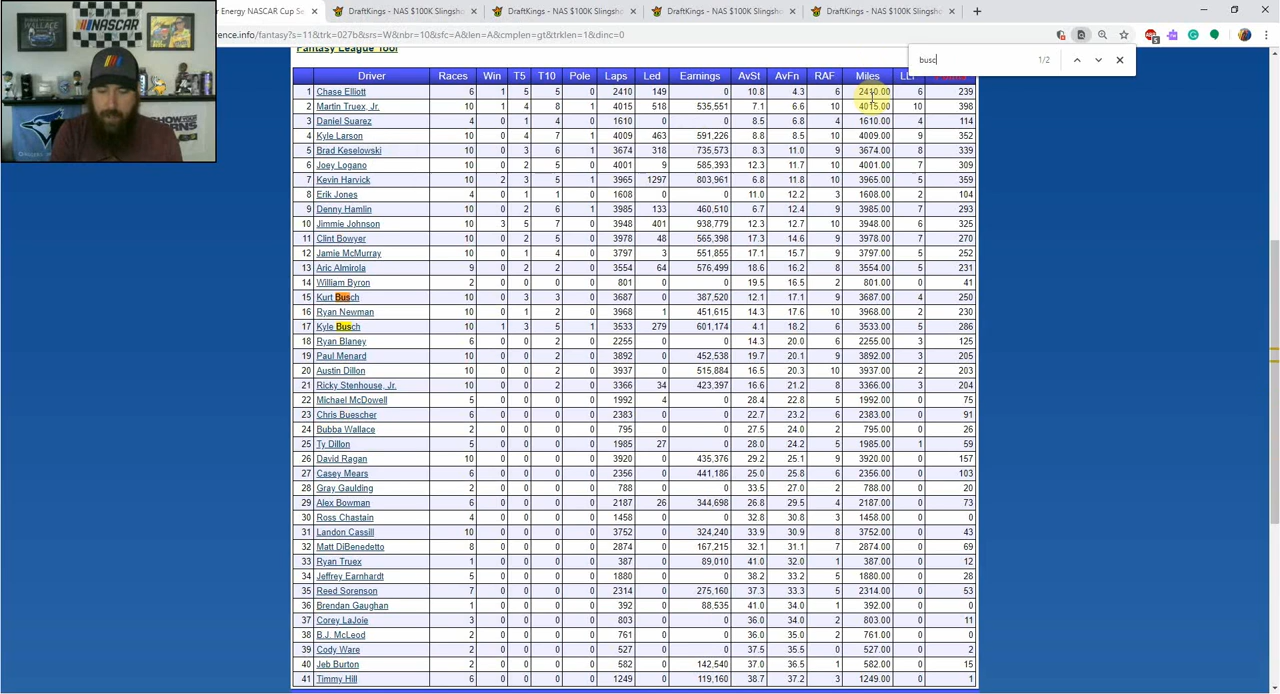 Energy NASCAR Cup Se
DraftKings - NAS $100K Slingsho
DraftKings - NAS $100K Slingsho
DraftKings - NAS $100K Slingsho
DraftKings - NAS $100K Slingsho
rence.info/fantasy?s=11&trk=027b&srs=W&nbr=10&sfc=A&len=A&cmplen=gt&trklen=1&dinc=0
busc 1/2
Fantasy League Tool
Driver Races Win T5 T10 Pole Laps Led Earnings AvSt AvFn RAF Miles LLF
1 Chase Elliott 6 1 5 5 0 2410 149 0 10.8 4.3 6 2410.00 6 239
2 Martin Truex, Jr. 10 1 4 8 1 4015 518 535,551 7.1 6.6 10 4015.00 10 398
3 Daniel Suarez 4 0 1 4 0 1610 0 0 8.5 6.8 4 1610.00 4 114
4 Kyle Larson 10 0 4 7 1 4009 463 591,226 8.8 8.5 10 4009.00 9 352
5 Brad Keselowski 10 0 3 6 1 3674 318 735,573 8.3 11.0 9 3674.00 8 339
6 Joey Logano 10 0 2 5 0 4001 9 585,393 12.3 11.7 10 4001.00 7 309
7 Kevin Harvick 10 2 3 5 1 3965 1297 803,961 6.8 11.8 10 3965.00 5 359
8 Erik Jones 4 0 1 1 0 1608 0 0 11.0 12.2 3 1608.00 2 104
9 Denny Hamlin 10 0 2 6 1 3985 133 460,510 6.7 12.4 9 3985.00 7 293
10 Jimmie Johnson 10 3 5 7 0 3948 401 938,779 12.3 12.7 10 3948.00 6 325
11 Clint Bowyer 10 0 2 5 0 3978 48 565,398 17.3 14.6 9 3978.00 7 270
12 Jamie McMurray 10 0 1 4 0 3797 3 551,855 17.1 15.7 9 3797.00 5 252
13 Aric Almirola 9 0 2 2 0 3554 64 576,499 18.6 16.2 8 3554.00 5 231
14 William Byron 2 0 0 0 0 801 0 0 19.5 16.5 2 801.00 0 41
15 Kurt Busch 10 0 3 3 0 3687 0 387,520 12.1 17.1 9 3687.00 4 250
16 Ryan Newman 10 0 1 2 0 3968 1 451,615 14.3 17.6 10 3968.00 2 230
17 Kyle Busch 10 1 3 5 1 3533 279 601,174 4.1 18.2 6 3533.00 5 286
18 Ryan Blaney 6 0 0 2 0 2255 0 0 14.3 20.0 6 2255.00 3 125
19 Paul Menard 10 0 0 2 0 3892 0 452,538 19.7 20.1 9 3892.00 3 205
20 Austin Dillon 10 0 0 2 0 3937 0 515,884 16.5 20.3 10 3937.00 2 203
21 Ricky Stenhouse, Jr. 10 0 0 2 0 3366 34 423,397 16.6 21.2 8 3366.00 3 204
22 Michael McDowell 5 0 0 0 0 1992 4 0 28.4 22.8 5 1992.00 0 75
23 Chris Buescher 6 0 0 0 0 2383 0 0 22.7 23.2 6 2383.00 0 91
24 Bubba Wallace 2 0 0 0 0 795 0 0 27.5 24.0 2 795.00 0 26
25 Ty Dillon 5 0 0 0 0 1985 27 0 28.0 24.2 5 1985.00 1 59
26 David Ragan 10 0 0 0 0 3920 0 435,376 29.2 25.1 9 3920.00 0 157
27 Casey Mears 6 0 0 0 0 2356 0 441,186 25.0 25.8 6 2356.00 0 103
28 Gray Gaulding 2 0 0 0 0 788 0 0 33.5 27.0 2 788.00 0 20
29 Alex Bowman 6 0 0 0 0 2187 26 344,698 26.8 29.5 4 2187.00 0 73
30 Ross Chastain 4 0 0 0 0 1458 0 0 32.8 30.8 3 1458.00 0 0
31 Landon Cassill 10 0 0 0 0 3752 0 324,240 33.9 30.9 8 3752.00 0 43
32 Matt DiBenedetto 8 0 0 0 0 2874 0 167,215 32.1 31.1 7 2874.00 0 69
33 Ryan Truex 1 0 0 0 0 387 0 89,010 41.0 32.0 1 387.00 0 12
34 Jeffrey Earnhardt 5 0 0 0 0 1880 0 0 38.2 33.2 5 1880.00 0 28
35 Reed Sorenson 7 0 0 0 0 2314 0 275,160 37.3 33.3 5 2314.00 0 53
36 Brendan Gaughan 1 0 0 0 0 392 0 88,535 41.0 34.0 1 392.00 0 0
37 Corey LaJoie 3 0 0 0 0 803 0 0 36.0 34.0 2 803.00 0 11
38 B.J. McLeod 2 0 0 0 0 761 0 0 36.0 35.0 2 761.00 0 0
39 Cody Ware 2 0 0 0 0 527 0 0 37.5 35.5 0 527.00 0 2
40 Jeb Burton 2 0 0 0 0 582 0 142,540 37.0 36.5 1 582.00 0 15
41 Timmy Hill 6 0 0 0 0 1249 0 119,160 38.7 37.2 3 1249.00 0 1
NASCAR